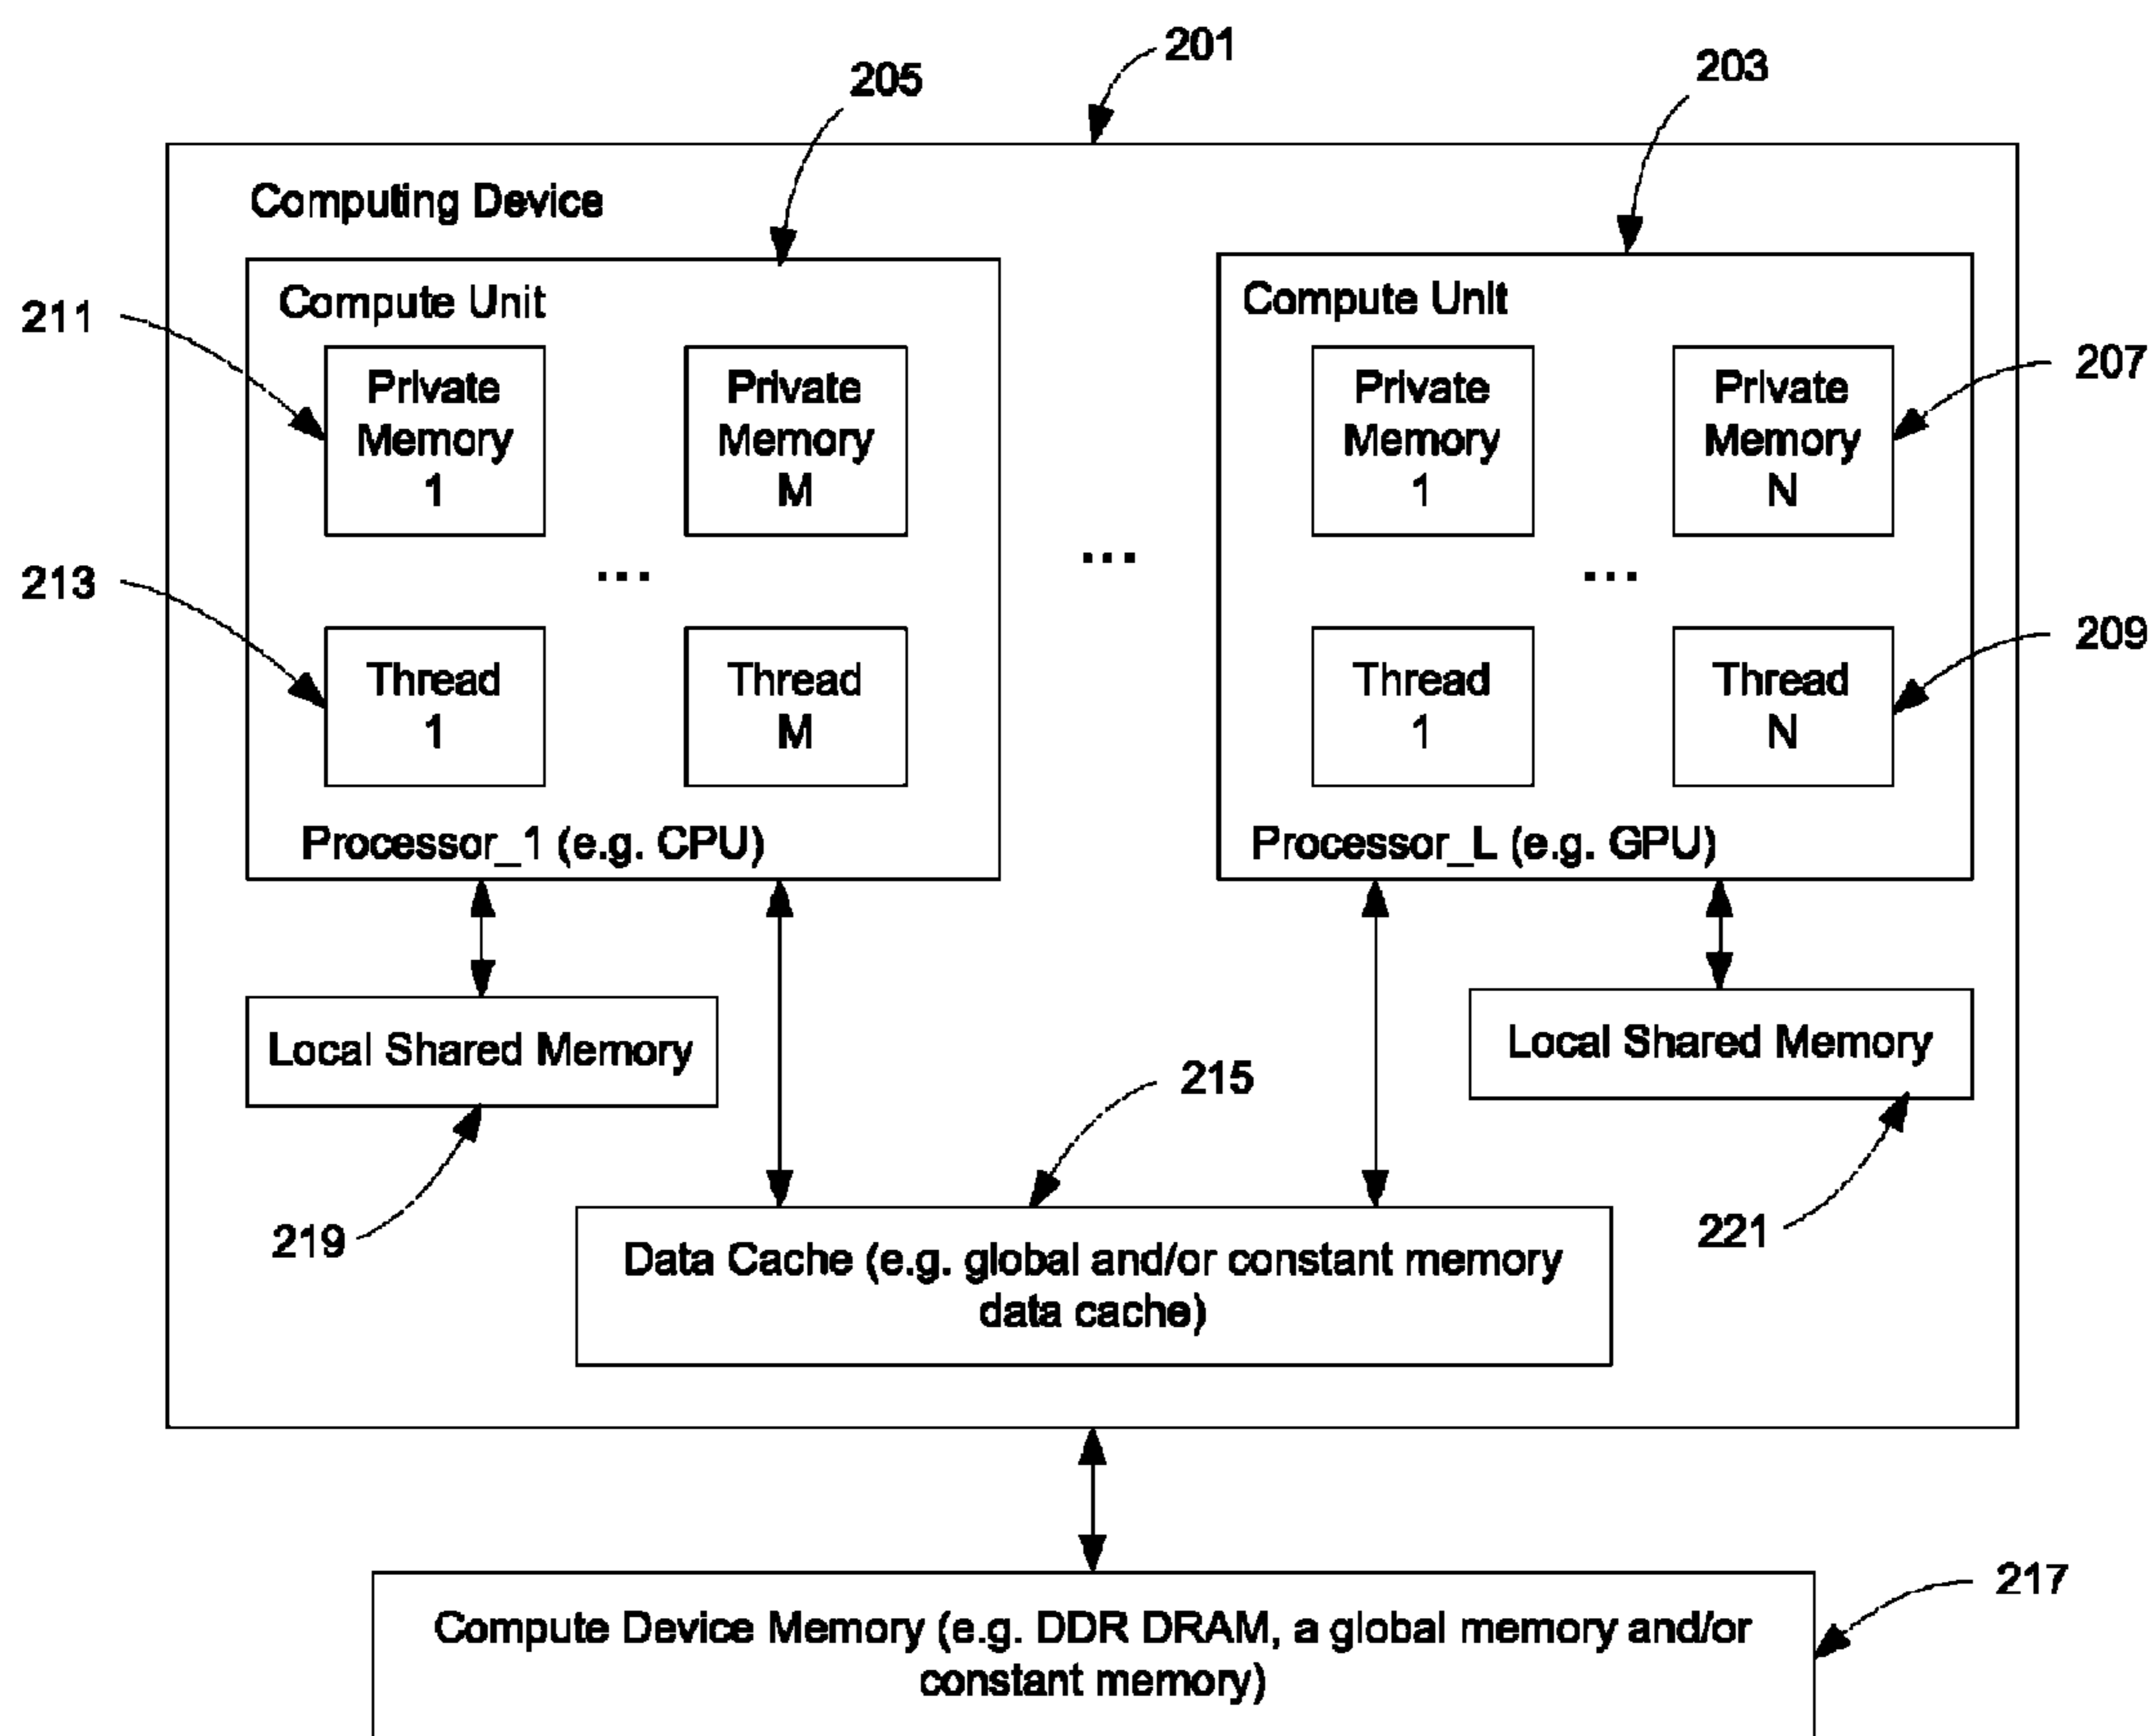 201
203
205
Computing Device
Compute Unit
Compute Unit
211
Private
Memory
1
Private
Memory
M
Private
Memory
1
Private
Memory
N
207
...
...
...
213
Thread
1
Thread
M
Thread
1
Thread
N
209
Processor_1 (e.g. CPU)
Processor_L (e.g. GPU)
Local Shared Memory
Local Shared Memory
215
219
221
Data Cache (e.g. global and/or constant memory
data cache)
217
Compute Device Memory (e.g. DDR DRAM, a global memory and/or
constant memory)